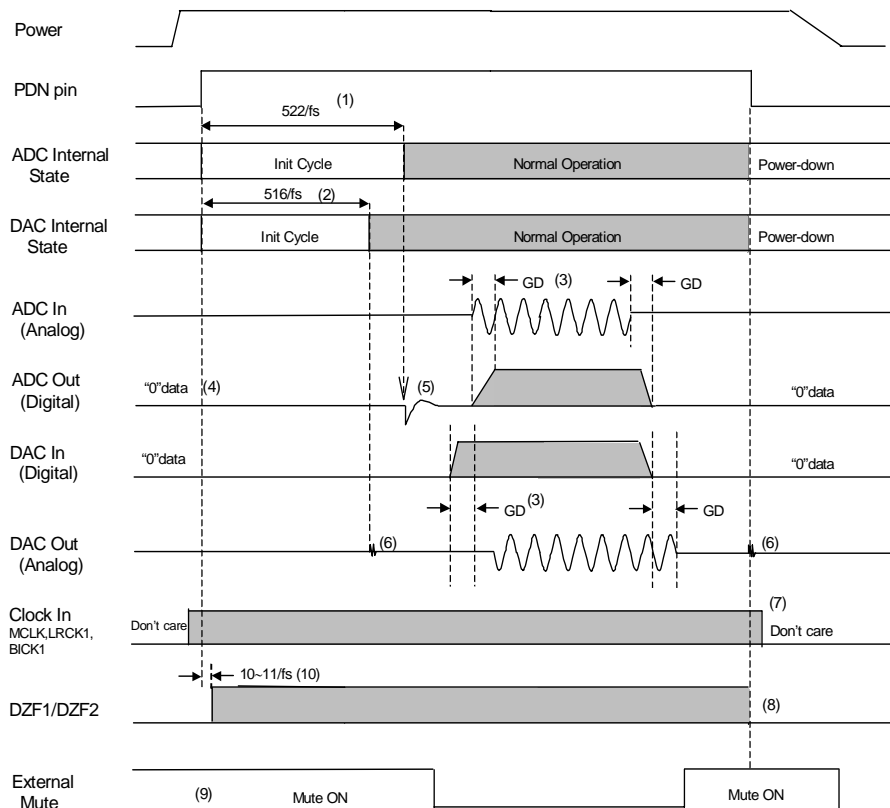 Power
PDN pin
522/fs (1)
ADC Internal
State
Init Cycle Normal Operation Power-down
516/fs (2)
DAC Internal
State
Init Cycle Normal Operation Power-down
GD (3) GD
ADC In
(Analog)
ADC Out
(Digital)
“0”data (4) (5) “0”data
DAC In
(Digital)
“0”data “0”data
GD (3) GD
DAC Out
(Analog)
(6) (6)
Clock In
MCLK,LRCK1,
BICK1
Don’t care (7) Don’t care
10~11/fs (10)
DZF1/DZF2 (8)
External
Mute
(9) Mute ON Mute ON